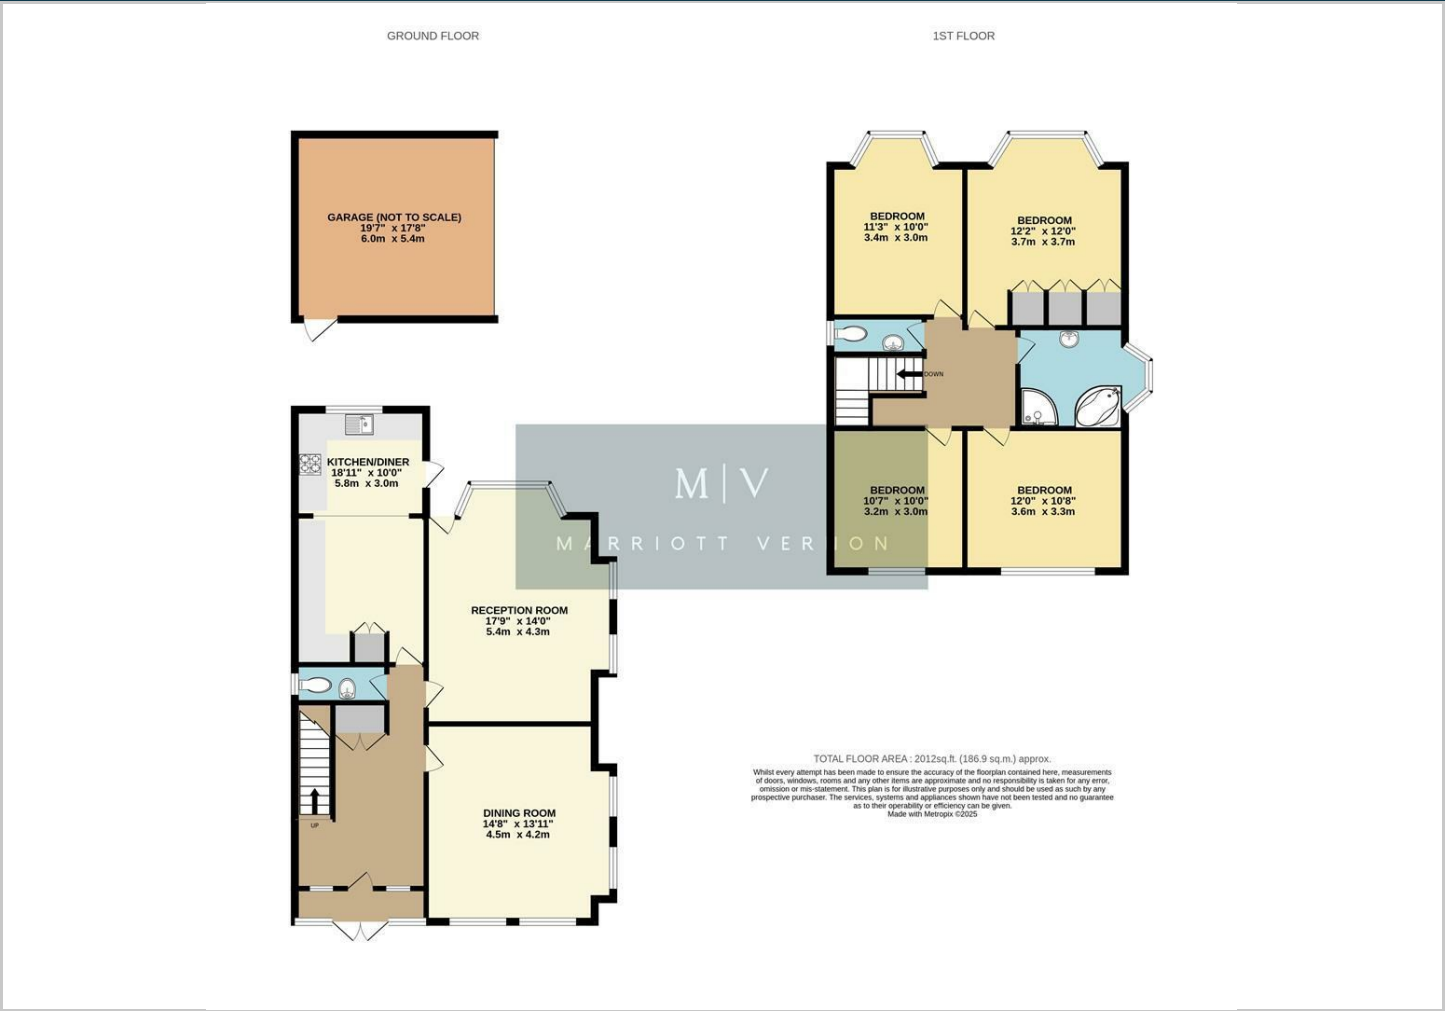 GROUND FLOOR
1ST FLOOR
GARAGE (NOT TO SCALE)
19'7" x 17'8"
6.0m x 5.4m
KITCHEN/DINER
18'11" x 10'0"
5.8m x 3.0m
RECEPTION ROOM
17'9" x 14'0"
5.4m x 4.3m
UP
DINING ROOM
14'8" x 13'11"
4.5m x 4.2m
BEDROOM
11'3" x 10'0"
3.4m x 3.0m
BEDROOM
12'2" x 12'0"
3.7m x 3.7m
DOWN
BEDROOM
10'7" x 10'0"
3.2m x 3.0m
BEDROOM
12'0" x 10'8"
3.6m x 3.3m
M|V
MARRIOTT VERNON
TOTAL FLOOR AREA : 2012sq.ft. (186.9 sq.m.) approx.
Whilst every attempt has been made to ensure the accuracy of the floorplan contained here, measurements
of doors, windows, rooms and any other items are approximate and no responsibility is taken for any error,
omission or mis-statement. This plan is for illustrative purposes only and should be used as such by any
prospective purchaser. The services, systems and appliances shown have not been tested and no guarantee
as to their operability or efficiency can be given.
Made with Metropix ©2025